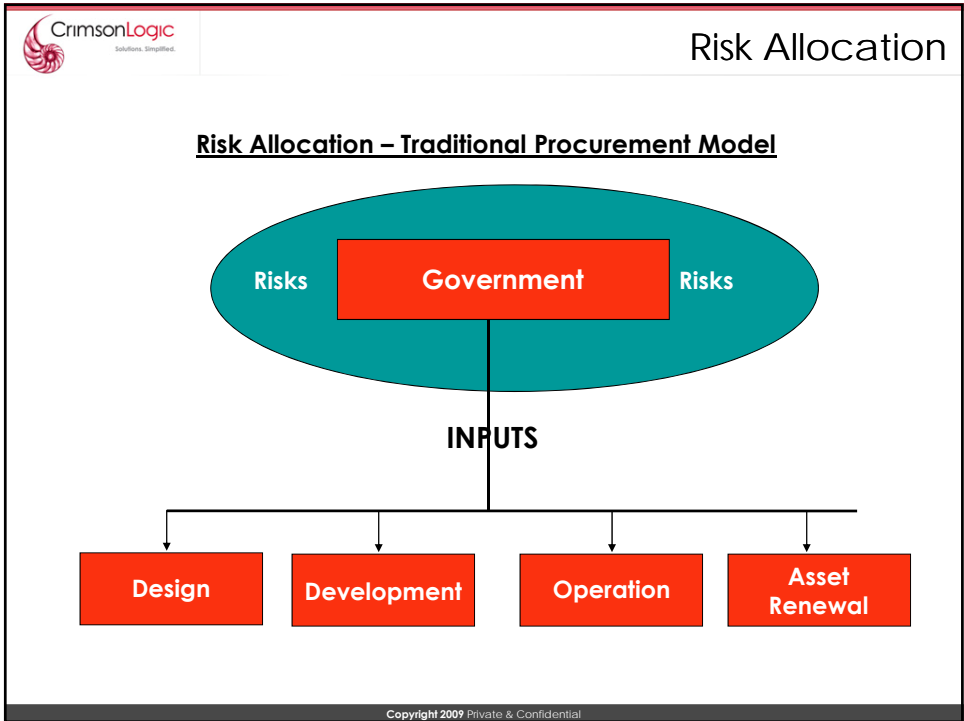 CrimsonLogic
Solutions. Simplified.
Risk Allocation
Risk Allocation – Traditional Procurement Model
Risks
Government
Risks
INPUTS
Design
Development
Operation
Asset
Renewal
Copyright 2009 Private & Confidential